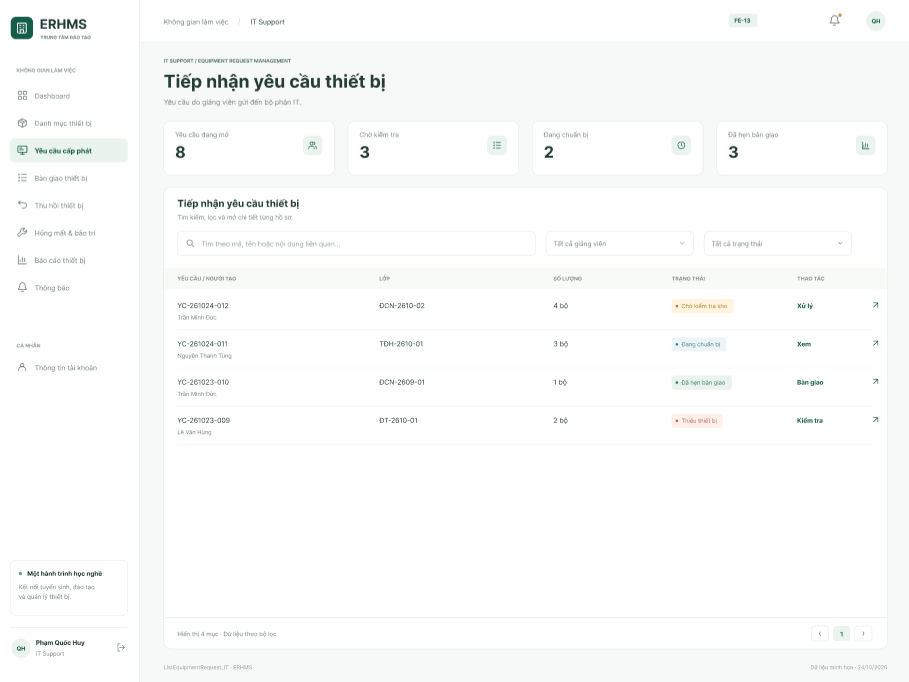 ERHMS
TRUNG TÂM ĐÀO TẠO
KHÔNG GIAN LÀM VIỆC
Dashboard
Danh mục thiết bị
Yêu cầu cấp phát
Bàn giao thiết bị
Thu hồi thiết bị
Hỏng mất & bảo trì
Báo cáo thiết bị
Thông báo
CÁ NHÂN
Thông tin tài khoản
Một hành trình học nghề
Kết nối tuyển sinh, đào tạo
và quản lý thiết bị.
QH
Phạm Quốc Huy
IT Support
Không gian làm việc / IT Support
FE-13
QH
IT SUPPORT / EQUIPMENT REQUEST MANAGEMENT
Tiếp nhận yêu cầu thiết bị
Yêu cầu do giảng viên gửi đến bộ phận IT.
Yêu cầu đang mở
8
Chờ kiểm tra
3
Đang chuẩn bị
2
Đã hẹn bàn giao
3
Tiếp nhận yêu cầu thiết bị
Tìm kiếm, lọc và mở chi tiết từng hồ sơ.
Tìm theo mã, tên hoặc nội dung liên quan...
Tất cả giảng viên
Tất cả trạng thái
YÊU CẦU / NGƯỜI TẠO LỚP SỐ LƯỢNG TRẠNG THÁI THAO TÁC
YC-261024-012 ĐCN-2610-02 4 bộ Chờ kiểm tra kho Xử lý
Trần Minh Đức
YC-261024-011 TĐH-2610-01 3 bộ Đang chuẩn bị Xem
Nguyễn Thanh Tùng
YC-261023-010 ĐCN-2609-01 1 bộ Đã hẹn bàn giao Bàn giao
Trần Minh Đức
YC-261023-009 ĐT-2610-01 2 bộ Thiếu thiết bị Kiểm tra
Lê Văn Hùng
Hiển thị 4 mục · Dữ liệu theo bộ lọc
1
ListEquipmentRequest_IT · ERHMS
Dữ liệu minh họa · 24/10/2026